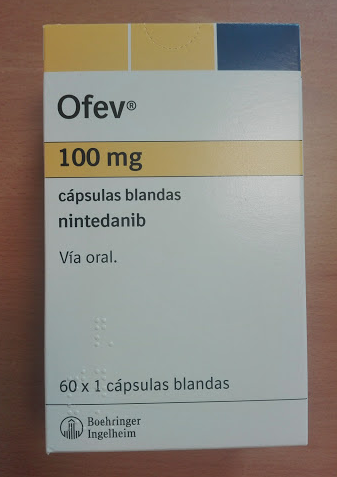 Ofev®
100 mg
cápsulas blandas
nintedanib
Vía oral.
60 x 1 cápsulas blandas
Boehringer
Ingelheim